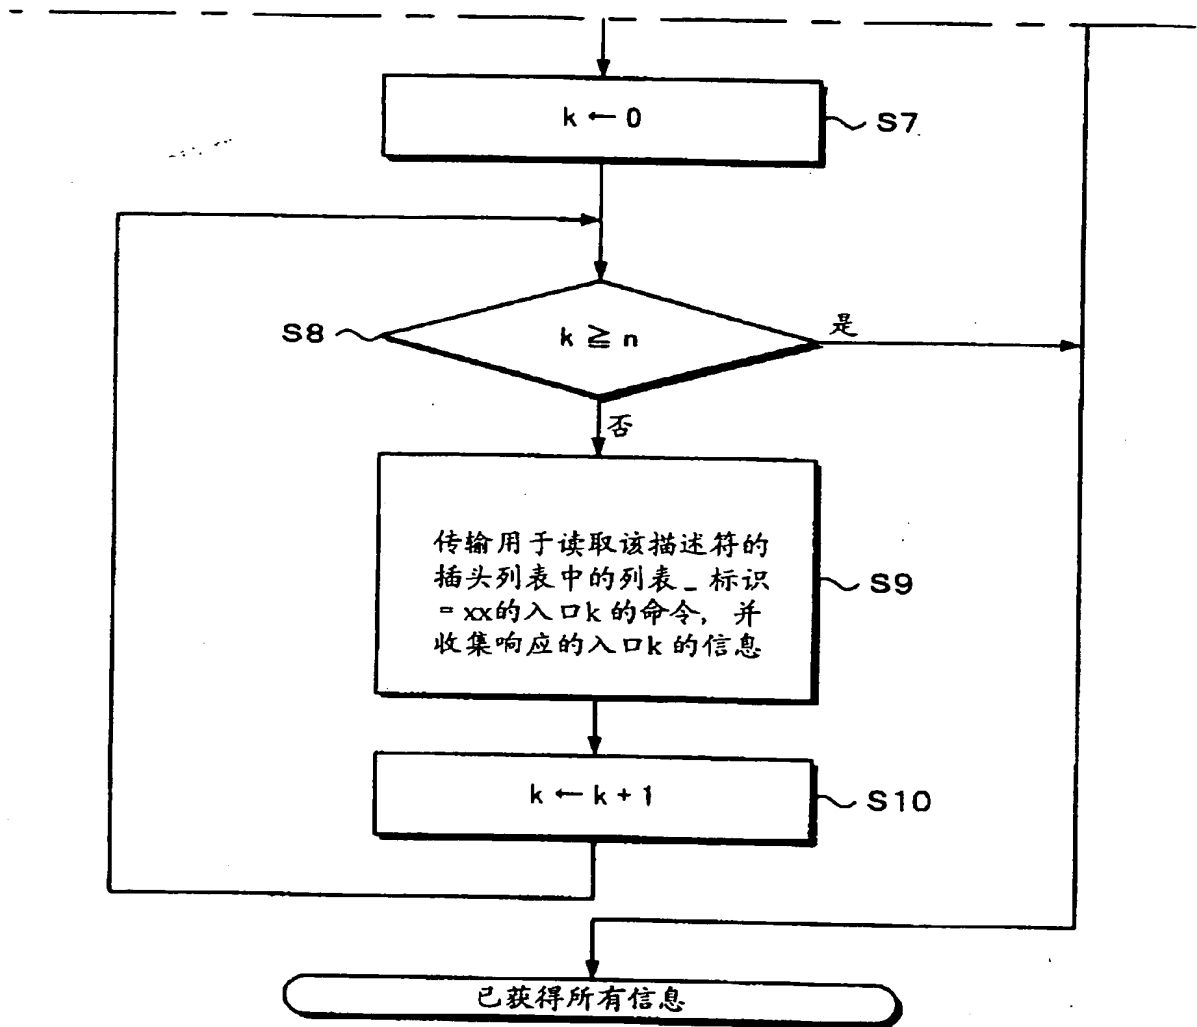 k ← 0
S7
S8
k ≧ n
是
否
传输用于读取该描述符的
插头列表中的列表_标识
=xx的入口k的命令, 并
收集响应的入口k的信息
S9
k ← k + 1
S10
已获得所有信息